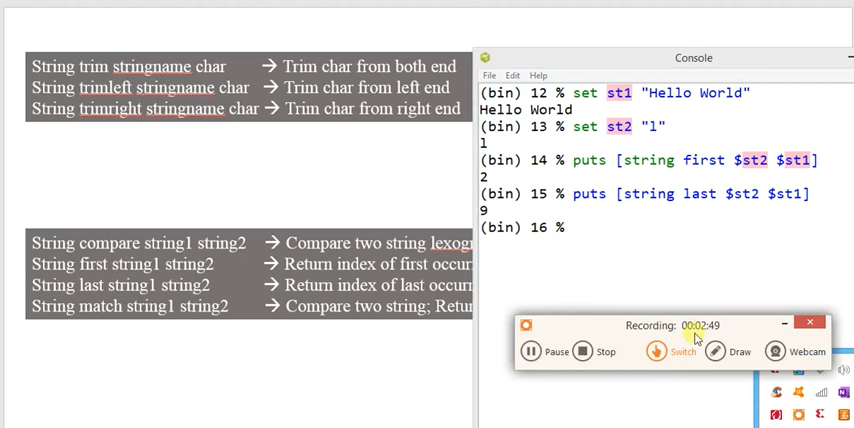 String trim stringname char → Trim char from both end
String trimleft stringname char → Trim char from left end
String trimright stringname char → Trim char from right end
String compare string1 string2 → Compare two string lexogr
String first string1 string2 → Return index of first occur
String last string1 string2 → Return index of last occur
String match string1 string2 → Compare two string; Retur
Console
File Edit Help
(bin) 12 % set st1 "Hello World"
Hello World
(bin) 13 % set st2 "l"
l
(bin) 14 % puts [string first $st2 $st1]
2
(bin) 15 % puts [string last $st2 $st1]
9
(bin) 16 %
Recording: 00:02:49
Pause Stop Switch Draw Webcam